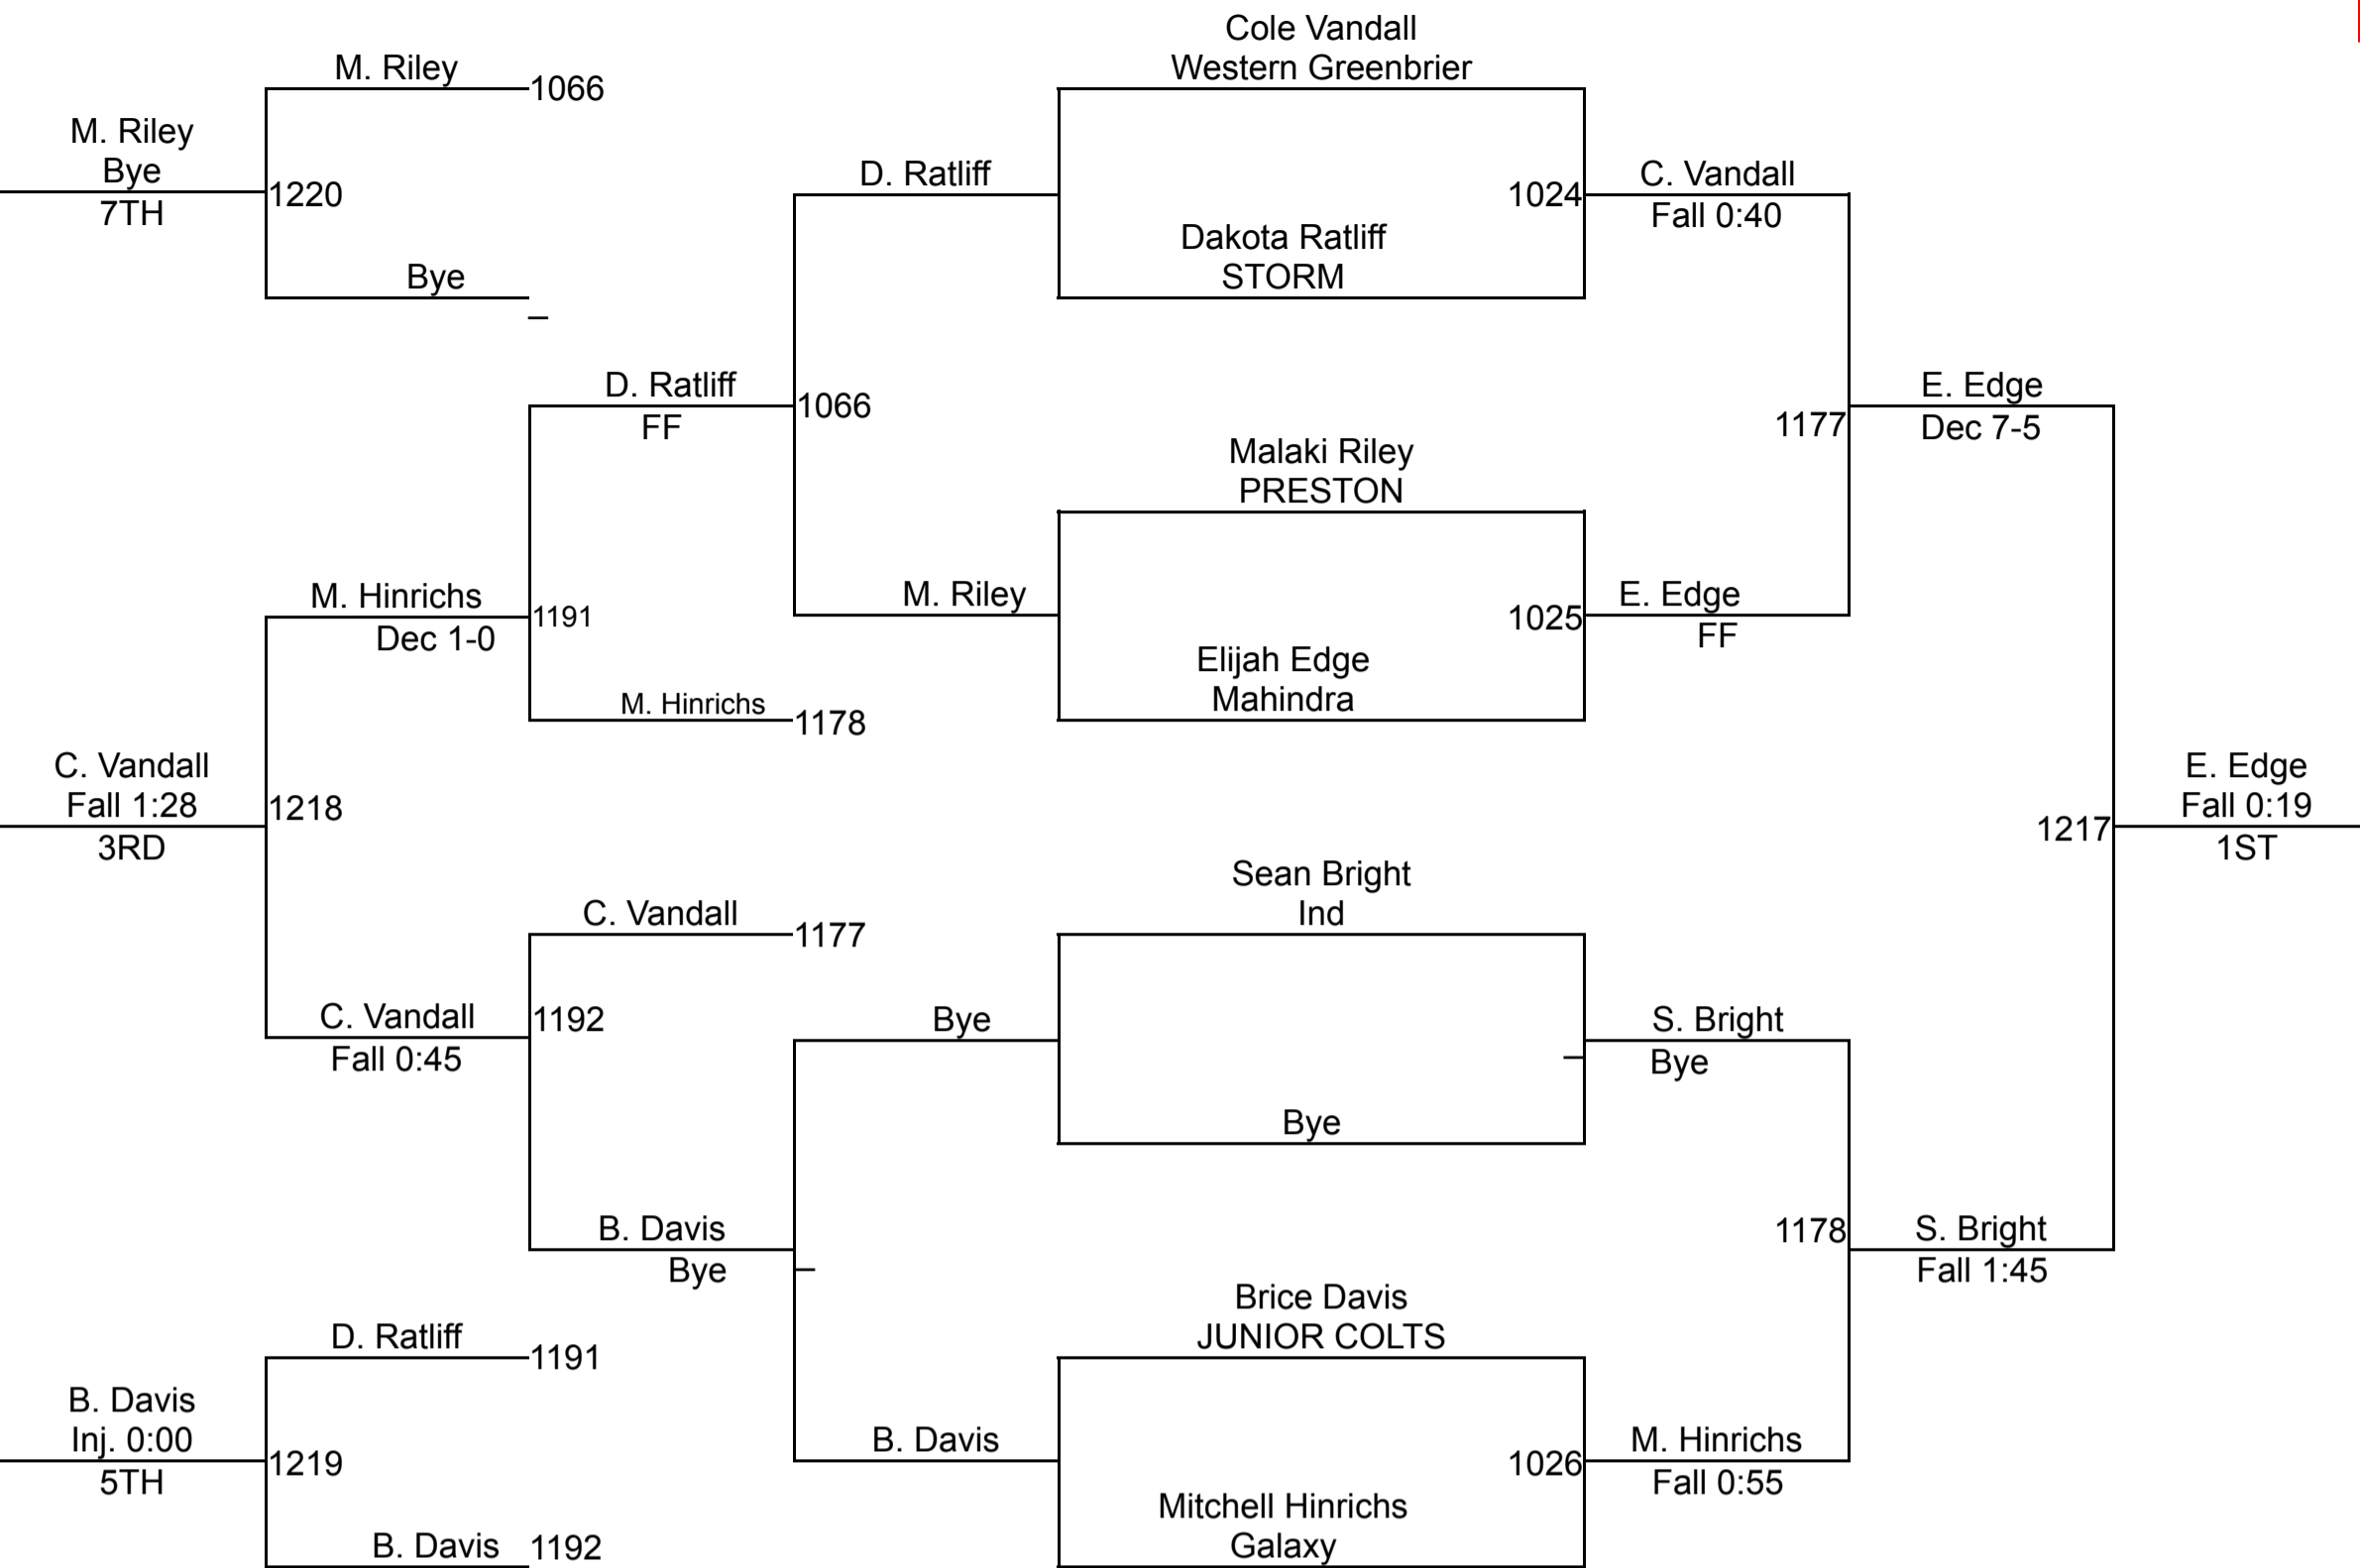 Cole Vandall
M. Riley
Western Greenbrier
1066
M. Riley
Bye
D. Ratliff
C. Vandall
1220
1024
7TH
Fall 0:40
Dakota Ratliff
Bye
STORM
–
D. Ratliff
E. Edge
1066
FF
1177
Dec 7-5
Malaki Riley
PRESTON
M. Hinrichs
M. Riley
E. Edge
1191
1025
Dec 1-0
FF
Elijah Edge
M. Hinrichs
Mahindra
1178
C. Vandall
E. Edge
Fall 1:28
1218
Fall 0:19
1217
3RD
1ST
Sean Bright
C. Vandall
Ind
1177
C. Vandall
1192
Bye
S. Bright
–
Fall 0:45
Bye
Bye
B. Davis
1178
S. Bright
Bye
–
Fall 1:45
Brice Davis
D. Ratliff
JUNIOR COLTS
1191
B. Davis
Inj. 0:00
B. Davis
M. Hinrichs
1219
1026
5TH
Fall 0:55
Mitchell Hinrichs
B. Davis
1192
Galaxy